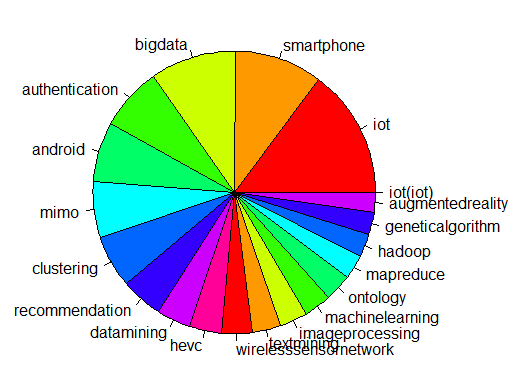 bigdata
smartphone
authentication
iot
android
iot(iot)
augmentedreality
mimo
geneticalgorithm
hadoop
clustering
mapreduce
ontology
recommendation
machinelearning
datamining
imageprocessing
hevc
textmining
wirelesssensornetwork